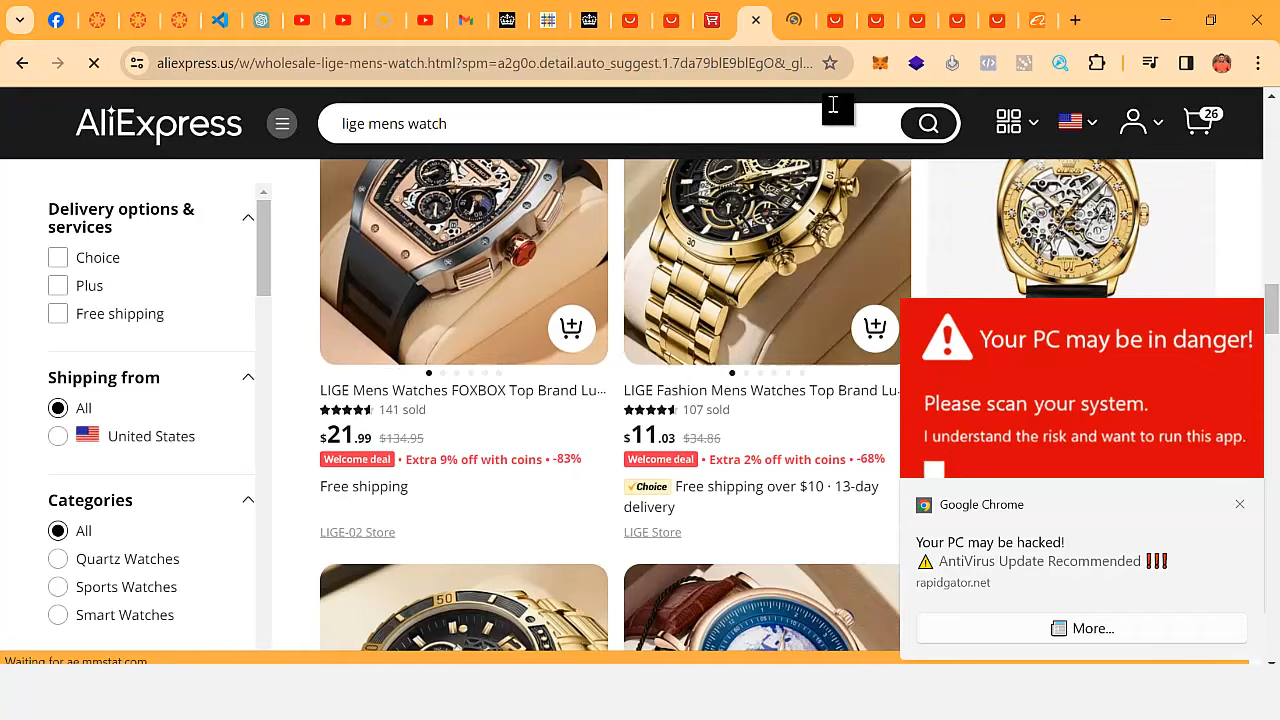 aliexpress.us/w/wholesale-lige-mens-watch.html?spm=a2g0o.detail.auto_suggest.1.7da79blE9blEgO&_gl...
AliExpress
lige mens watch
26
Delivery options &
services
Choice
Plus
Free shipping
Shipping from
All
United States
Categories
All
Quartz Watches
Sports Watches
Smart Watches
LIGE Mens Watches FOXBOX Top Brand Lu...
141 sold
$21.99 $134.95
Welcome deal • Extra 9% off with coins • -83%
Free shipping
LIGE-02 Store
LIGE Fashion Mens Watches Top Brand Lu
107 sold
$11.03 $34.86
Welcome deal • Extra 2% off with coins • -68%
Choice Free shipping over $10 · 13-day
delivery
LIGE Store
Your PC may be in danger!
Please scan your system.
I understand the risk and want to run this app.
Google Chrome
Your PC may be hacked!
AntiVirus Update Recommended
rapidgator.net
More...
Waiting for ae.mmstat.com